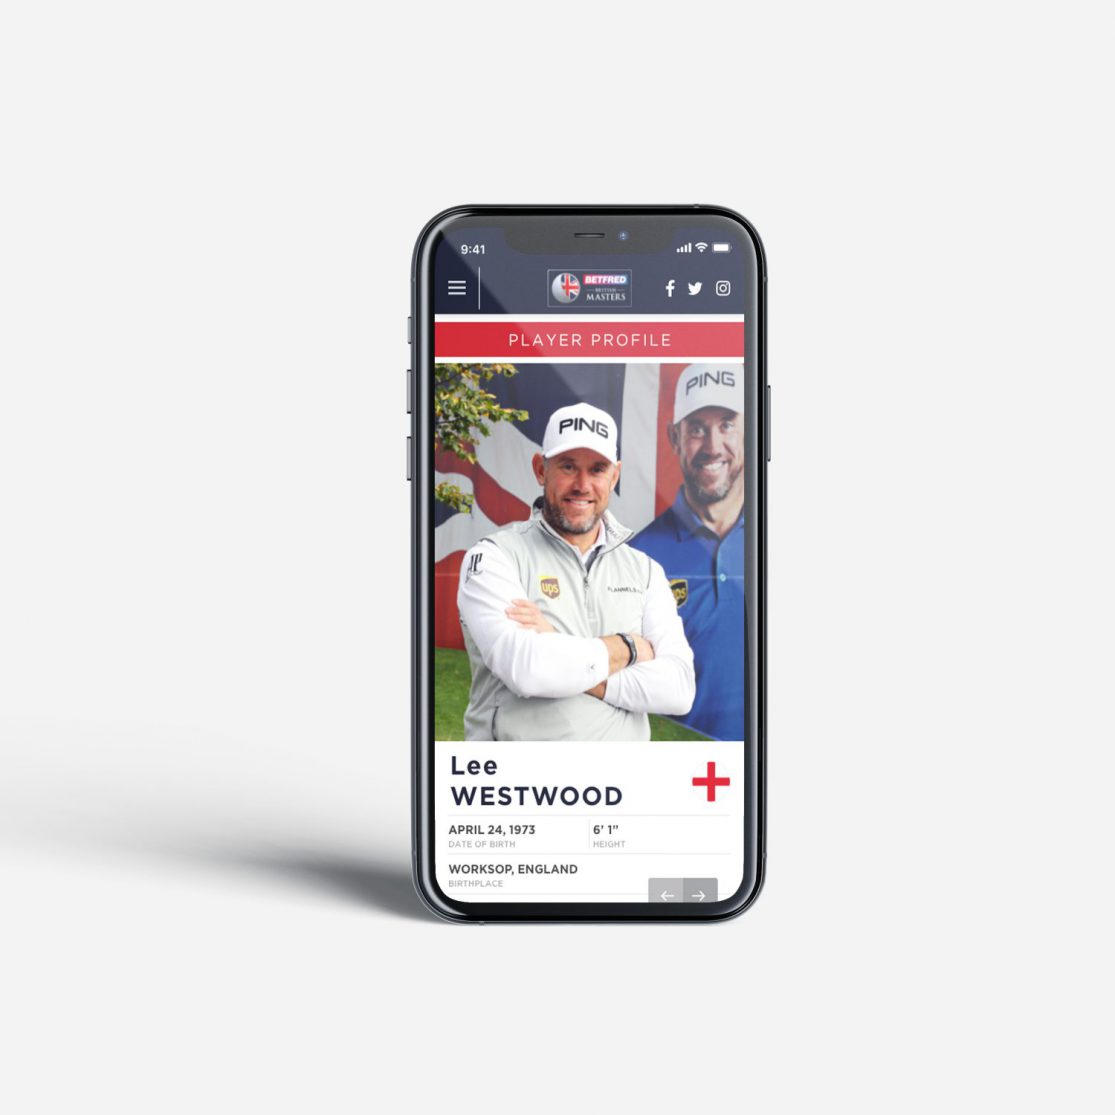 9:41
BETFRED
BRITISH
MASTERS
PLAYER PROFILE
PING
PING
UPS
FLANNELS
ups
Lee
WESTWOOD
APRIL 24, 1973
6' 1"
DATE OF BIRTH
HEIGHT
WORKSOP, ENGLAND
BIRTHPLACE